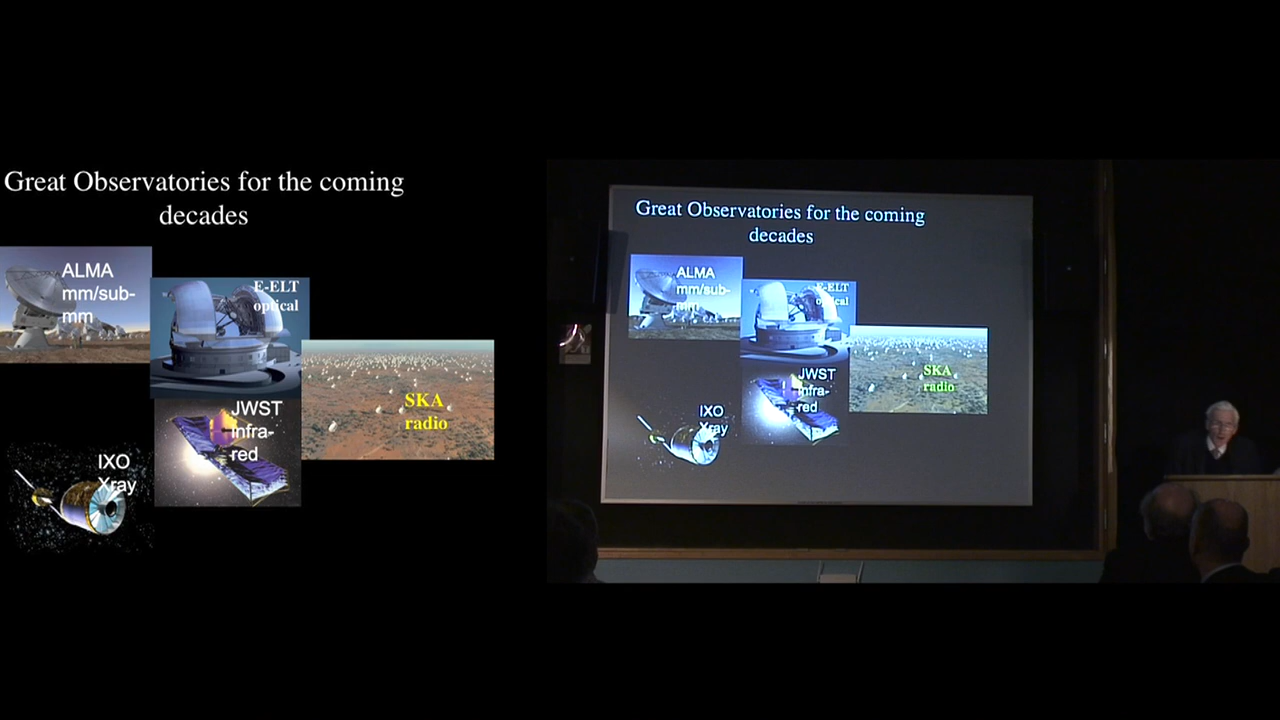 Great Observatories for the coming
decades
ALMA
mm/sub-
mm
E-ELT
optical
SKA
radio
JWST
infra-
red
IXO
Xray
Great Observatories for the coming
decades
ALMA
mm/sub-
mm
E-ELT
optical
SKA
radio
JWST
infra-
red
IXO
Xray